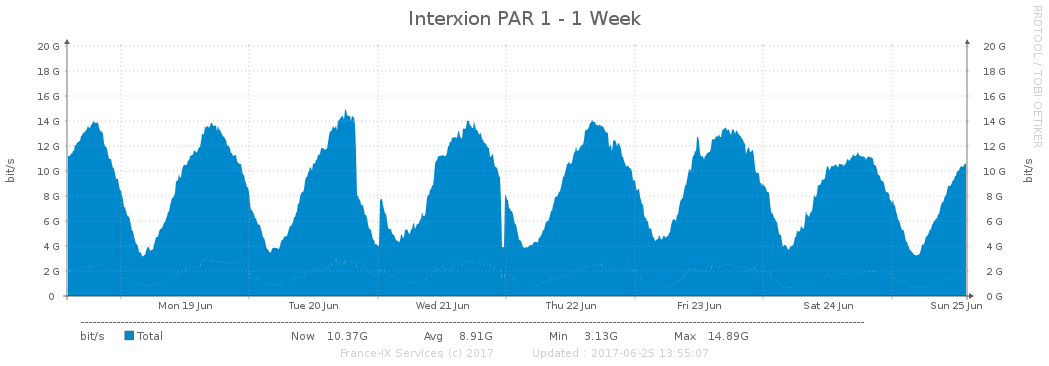 Interxion PAR 1 - 1 Week
RRDTOOL / TOBI OETIKER
bit/s
20 G 20 G
18 G 18 G
16 G 16 G
14 G 14 G
12 G 12 G
10 G 10 G
8 G 8 G
6 G 6 G
4 G 4 G
2 G 2 G
0 0 G
bit/s
Mon 19 Jun Tue 20 Jun Wed 21 Jun Thu 22 Jun Fri 23 Jun Sat 24 Jun Sun 25 Jun
bit/s Total Now 10.37G Avg 8.91G Min 3.13G Max 14.89G
France-IX Services (c) 2017 Updated : 2017-06-25 13:55:07